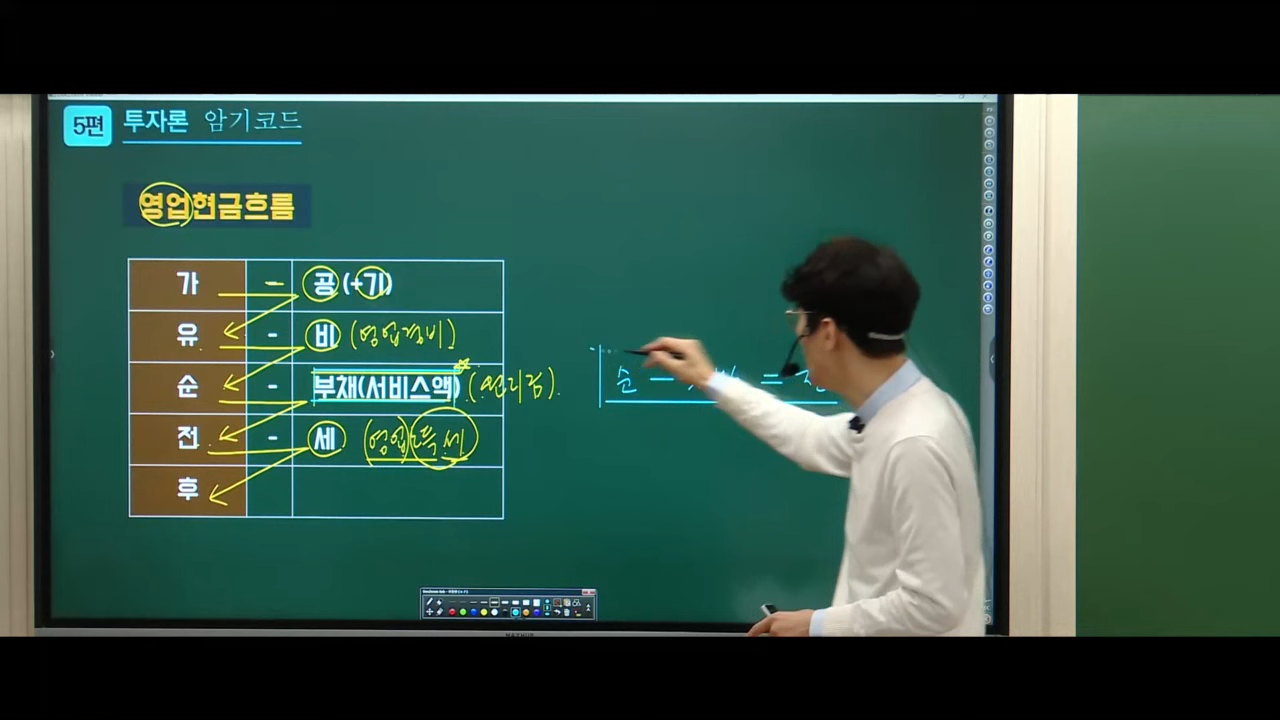 5편 투자론 암기코드
영업현금흐름
가 - 공(+기)
유 - 비 (영업경비)
순 - 부채(서비스액) (원리금).
전 - 세 (영업)소득세
후
순 - = 전